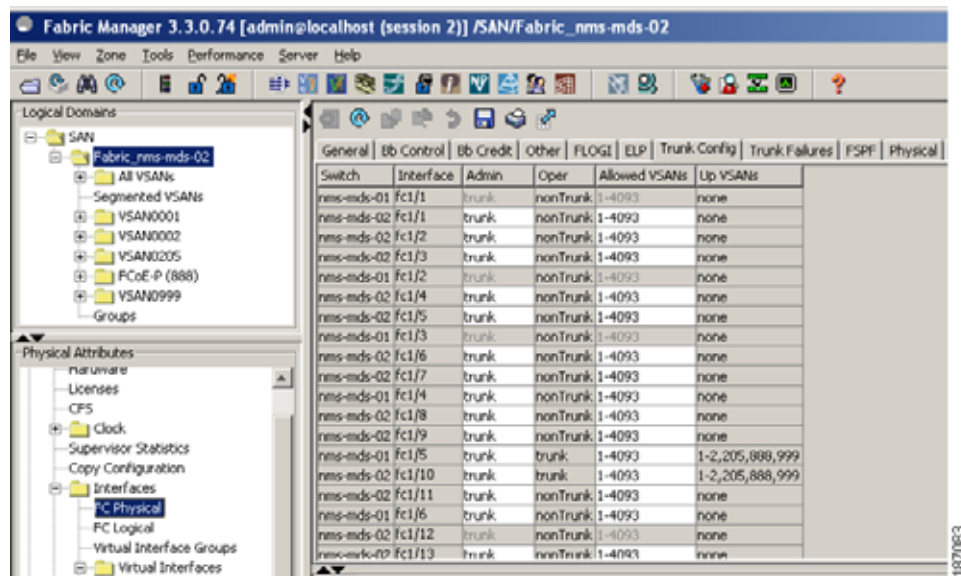 Fabric Manager 3.3.0.74 [admin@localhost (session 2)] /SAN/Fabric_nms-mds-02
File View Zone Tools Performance Server Help
Logical Domains
SAN
Fabric_nms-mds-02
All VSANs
Segmented VSANs
VSAN0001
VSAN0002
VSAN0205
FCoE-P (888)
VSAN0999
Groups
Physical Attributes
Hardware
Licenses
CFS
Clock
Supervisor Statistics
Copy Configuration
Interfaces
FC Physical
FC Logical
Virtual Interface Groups
Virtual Interfaces
General Bb Control Bb Credit Other FLOGI ELP Trunk Config Trunk Failures FSPF Physical
Switch Interface Admin Oper Allowed VSANs Up VSANs
nms-mds-01 fc1/1 trunk nonTrunk 1-4093 none
nms-mds-02 fc1/1 trunk nonTrunk 1-4093 none
nms-mds-02 fc1/2 trunk nonTrunk 1-4093 none
nms-mds-02 fc1/3 trunk nonTrunk 1-4093 none
nms-mds-01 fc1/2 trunk nonTrunk 1-4093 none
nms-mds-02 fc1/4 trunk nonTrunk 1-4093 none
nms-mds-02 fc1/5 trunk nonTrunk 1-4093 none
nms-mds-01 fc1/3 trunk nonTrunk 1-4093 none
nms-mds-02 fc1/6 trunk nonTrunk 1-4093 none
nms-mds-02 fc1/7 trunk nonTrunk 1-4093 none
nms-mds-01 fc1/4 trunk nonTrunk 1-4093 none
nms-mds-02 fc1/8 trunk nonTrunk 1-4093 none
nms-mds-02 fc1/9 trunk nonTrunk 1-4093 none
nms-mds-01 fc1/5 trunk trunk 1-4093 1-2,205,888,999
nms-mds-02 fc1/10 trunk trunk 1-4093 1-2,205,888,999
nms-mds-02 fc1/11 trunk nonTrunk 1-4093 none
nms-mds-01 fc1/6 trunk nonTrunk 1-4093 none
nms-mds-02 fc1/12 trunk nonTrunk 1-4093 none
nms-mds-02 fc1/13 trunk nonTrunk 1-4093 none
187083